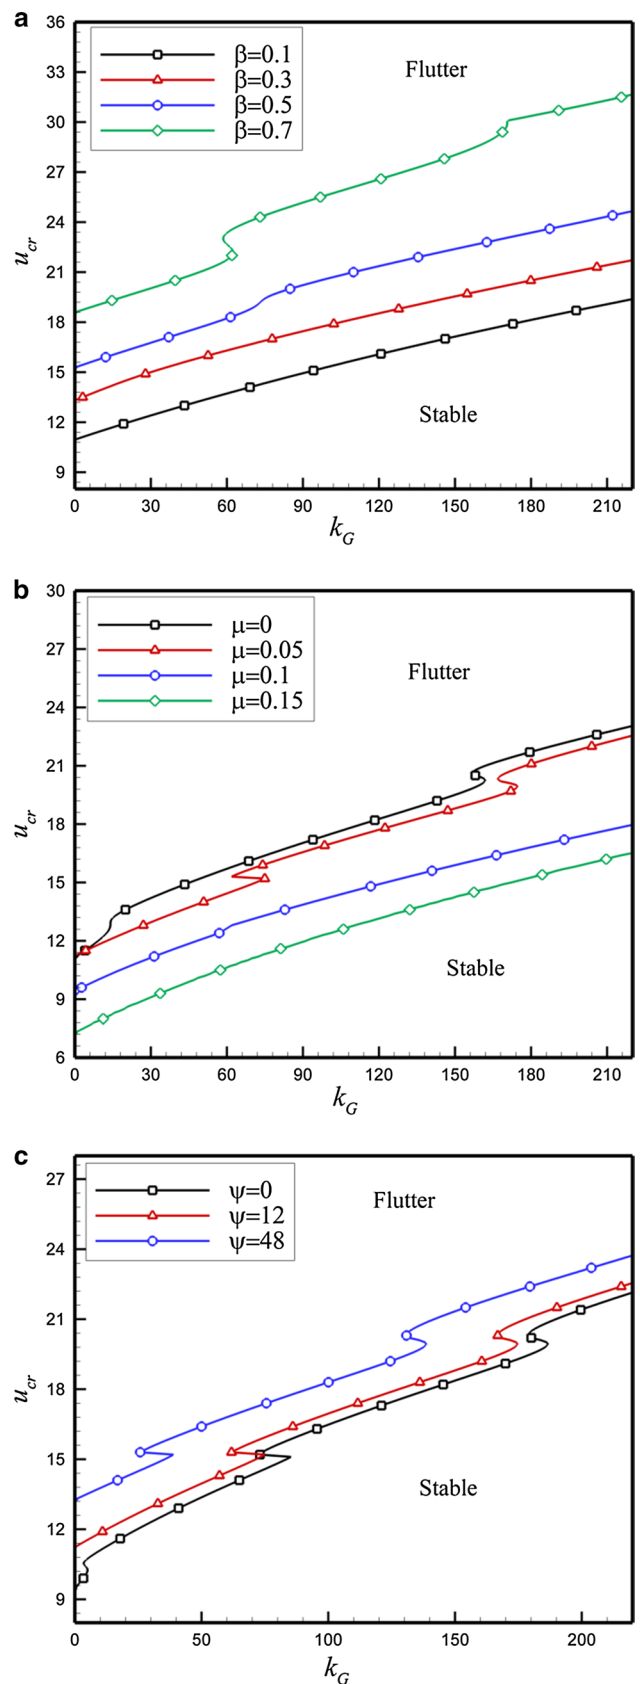 a
36
33
30
27
24
21
18
15
12
9
u_cr
β=0.1
β=0.3
β=0.5
β=0.7
Flutter
Stable
0 30 60 90 120 150 180 210
k_G
b
30
27
24
21
18
15
12
9
6
u_cr
μ=0
μ=0.05
μ=0.1
μ=0.15
Flutter
Stable
0 30 60 90 120 150 180 210
k_G
c
27
24
21
18
15
12
9
u_cr
ψ=0
ψ=12
ψ=48
Flutter
Stable
0 50 100 150 200
k_G